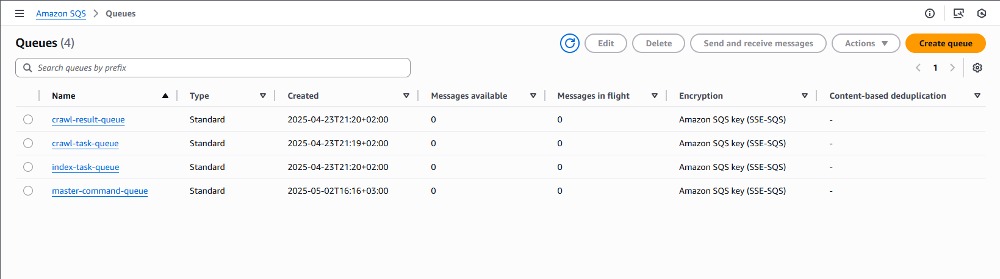 Amazon SQS > Queues
Queues (4) Edit Delete Send and receive messages Actions Create queue
Search queues by prefix 1
Name Type Created Messages available Messages in flight Encryption Content-based deduplication
crawl-result-queue Standard 2025-04-23T21:20+02:00 0 0 Amazon SQS key (SSE-SQS) -
crawl-task-queue Standard 2025-04-23T21:19+02:00 0 0 Amazon SQS key (SSE-SQS) -
index-task-queue Standard 2025-04-23T21:20+02:00 0 0 Amazon SQS key (SSE-SQS) -
master-command-queue Standard 2025-05-02T16:16+03:00 0 0 Amazon SQS key (SSE-SQS) -